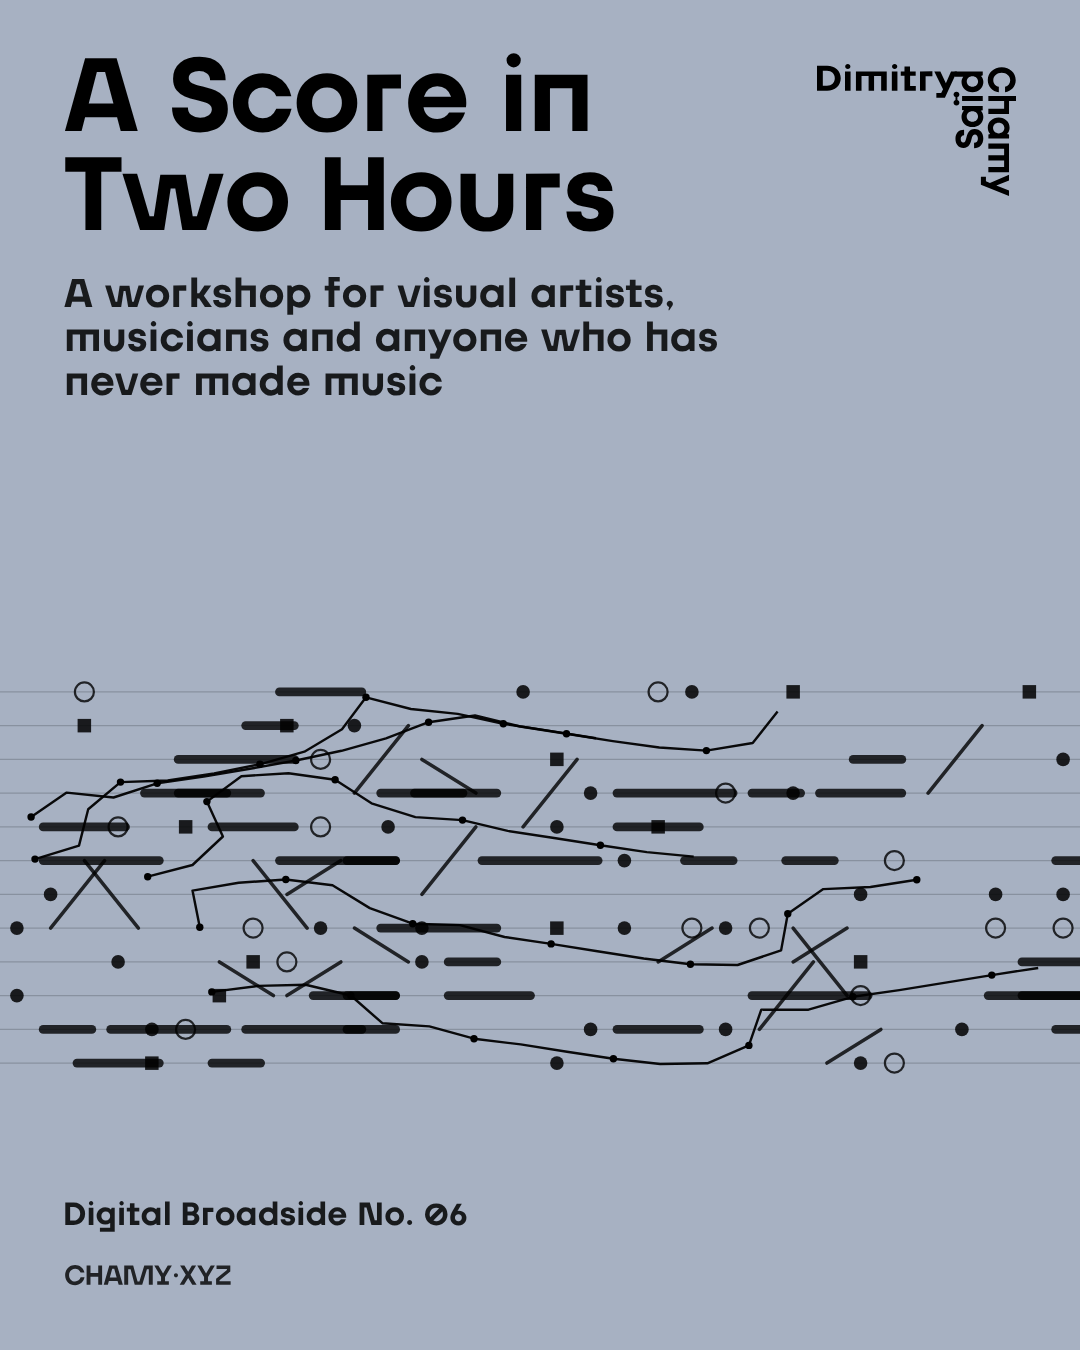 A Score in
Two Hours
Dimitry
Saïd
Chamy
A workshop for visual artists,
musicians and anyone who has
never made music
Digital Broadside No. 06
CHAMY·XYZ